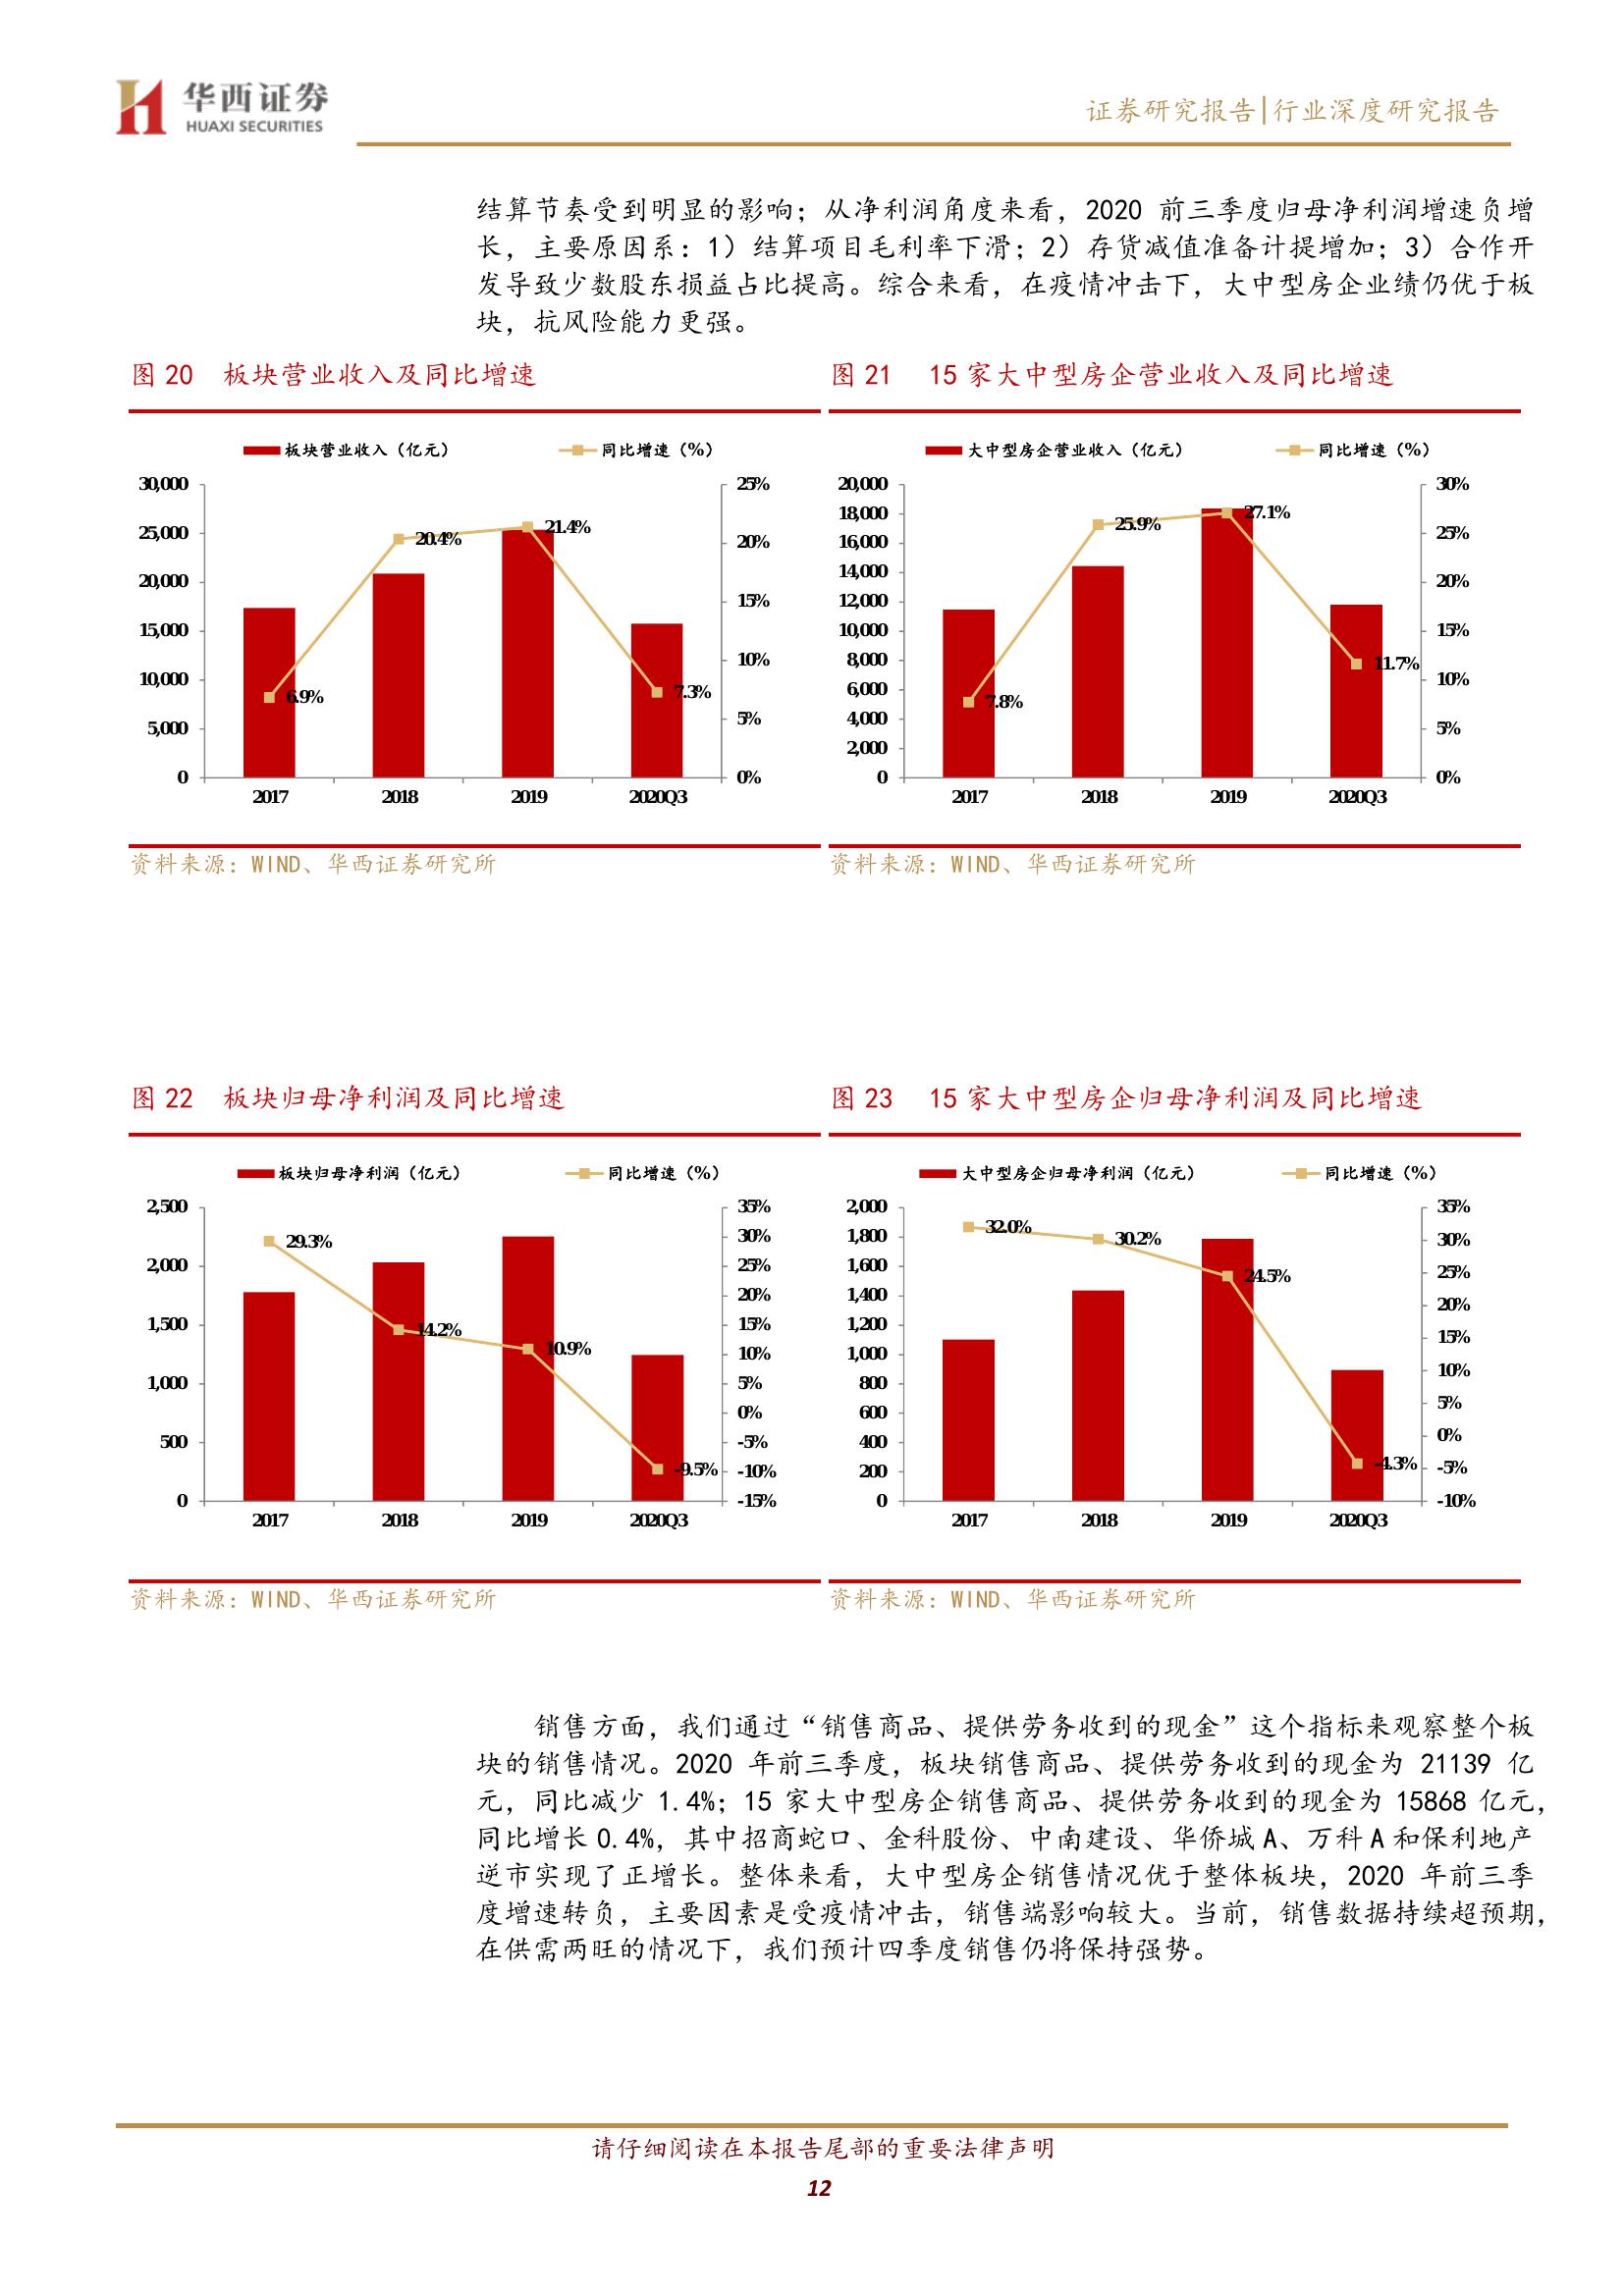 华西证券
HUAXI SECURITIES
证券研究报告|行业深度研究报告
结算节奏受到明显的影响；从净利润角度来看，2020 前三季度归母净利润增速负增
长，主要原因系：1）结算项目毛利率下滑；2）存货减值准备计提增加；3）合作开
发导致少数股东损益占比提高。综合来看，在疫情冲击下，大中型房企业绩仍优于板
块，抗风险能力更强。
图 20 板块营业收入及同比增速
板块营业收入（亿元） 同比增速（%）
30,000
25,000
20,000
15,000
10,000
5,000
0
25%
20%
15%
10%
5%
0%
6.9%
20.4%
21.4%
7.3%
2017 2018 2019 2020Q3
资料来源：WIND、华西证券研究所
图 21 15 家大中型房企营业收入及同比增速
大中型房企营业收入（亿元） 同比增速（%）
20,000
18,000
16,000
14,000
12,000
10,000
8,000
6,000
4,000
2,000
0
30%
25%
20%
15%
10%
5%
0%
7.8%
25.9%
27.1%
11.7%
2017 2018 2019 2020Q3
资料来源：WIND、华西证券研究所
图 22 板块归母净利润及同比增速
板块归母净利润（亿元） 同比增速（%）
2,500
2,000
1,500
1,000
500
0
35%
30%
25%
20%
15%
10%
5%
0%
-5%
-10%
-15%
29.3%
14.2%
10.9%
-9.5%
2017 2018 2019 2020Q3
资料来源：WIND、华西证券研究所
图 23 15 家大中型房企归母净利润及同比增速
大中型房企归母净利润（亿元） 同比增速（%）
2,000
1,800
1,600
1,400
1,200
1,000
800
600
400
200
0
35%
30%
25%
20%
15%
10%
5%
0%
-5%
-10%
32.0%
30.2%
24.5%
-4.3%
2017 2018 2019 2020Q3
资料来源：WIND、华西证券研究所
销售方面，我们通过“销售商品、提供劳务收到的现金”这个指标来观察整个板
块的销售情况。2020 年前三季度，板块销售商品、提供劳务收到的现金为 21139 亿
元，同比减少 1.4%；15 家大中型房企销售商品、提供劳务收到的现金为 15868 亿元，
同比增长 0.4%，其中招商蛇口、金科股份、中南建设、华侨城 A、万科 A 和保利地产
逆市实现了正增长。整体来看，大中型房企销售情况优于整体板块，2020 年前三季
度增速转负，主要因素是受疫情冲击，销售端影响较大。当前，销售数据持续超预期，
在供需两旺的情况下，我们预计四季度销售仍将保持强势。
请仔细阅读在本报告尾部的重要法律声明
12